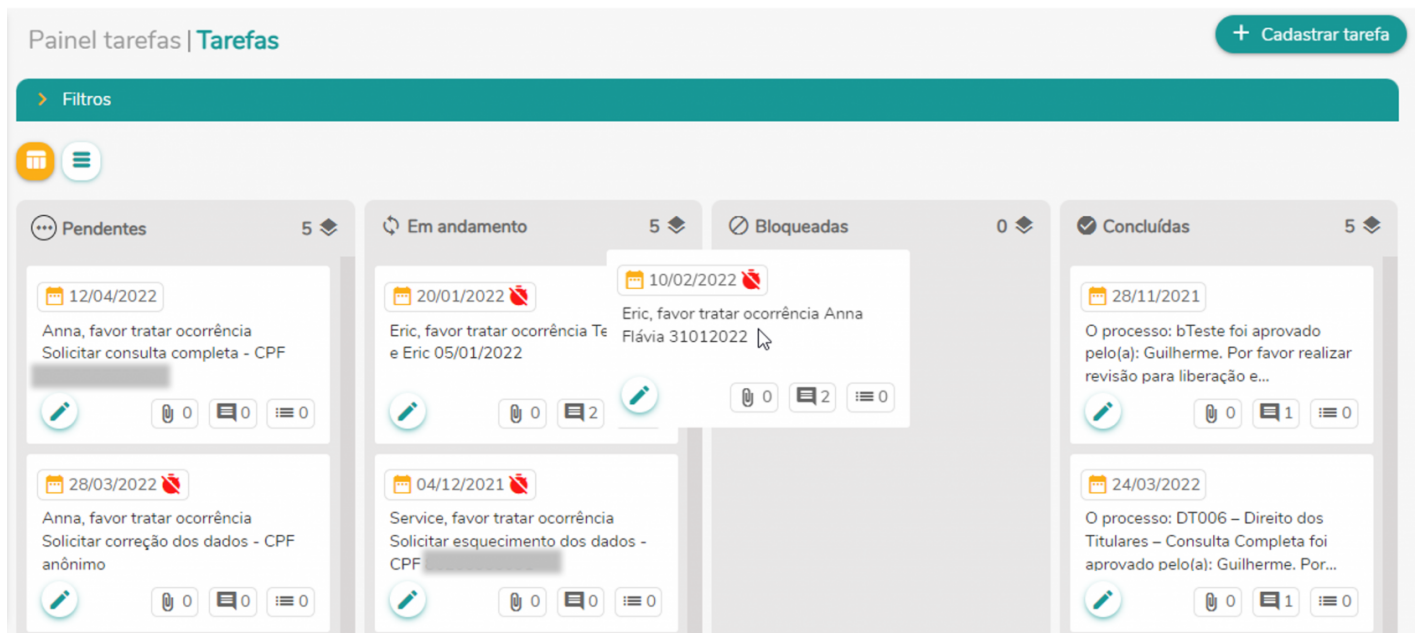 Painel tarefas | Tarefas
+ Cadastrar tarefa
Filtros
Pendentes 5
12/04/2022
Anna, favor tratar ocorrência
Solicitar consulta completa - CPF
0 0 0
28/03/2022
Anna, favor tratar ocorrência
Solicitar correção dos dados - CPF
anônimo
0 0 0
Em andamento 5
20/01/2022
Eric, favor tratar ocorrência Te
e Eric 05/01/2022
0 2
04/12/2021
Service, favor tratar ocorrência
Solicitar esquecimento dos dados -
CPF
0 0 0
Bloqueadas 0
10/02/2022
Eric, favor tratar ocorrência Anna
Flávia 31012022
0 2 0
Concluídas 5
28/11/2021
O processo: bTeste foi aprovado
pelo(a): Guilherme. Por favor realizar
revisão para liberação e...
0 1 0
24/03/2022
O processo: DT006 – Direito dos
Titulares – Consulta Completa foi
aprovado pelo(a): Guilherme. Por...
0 1 0